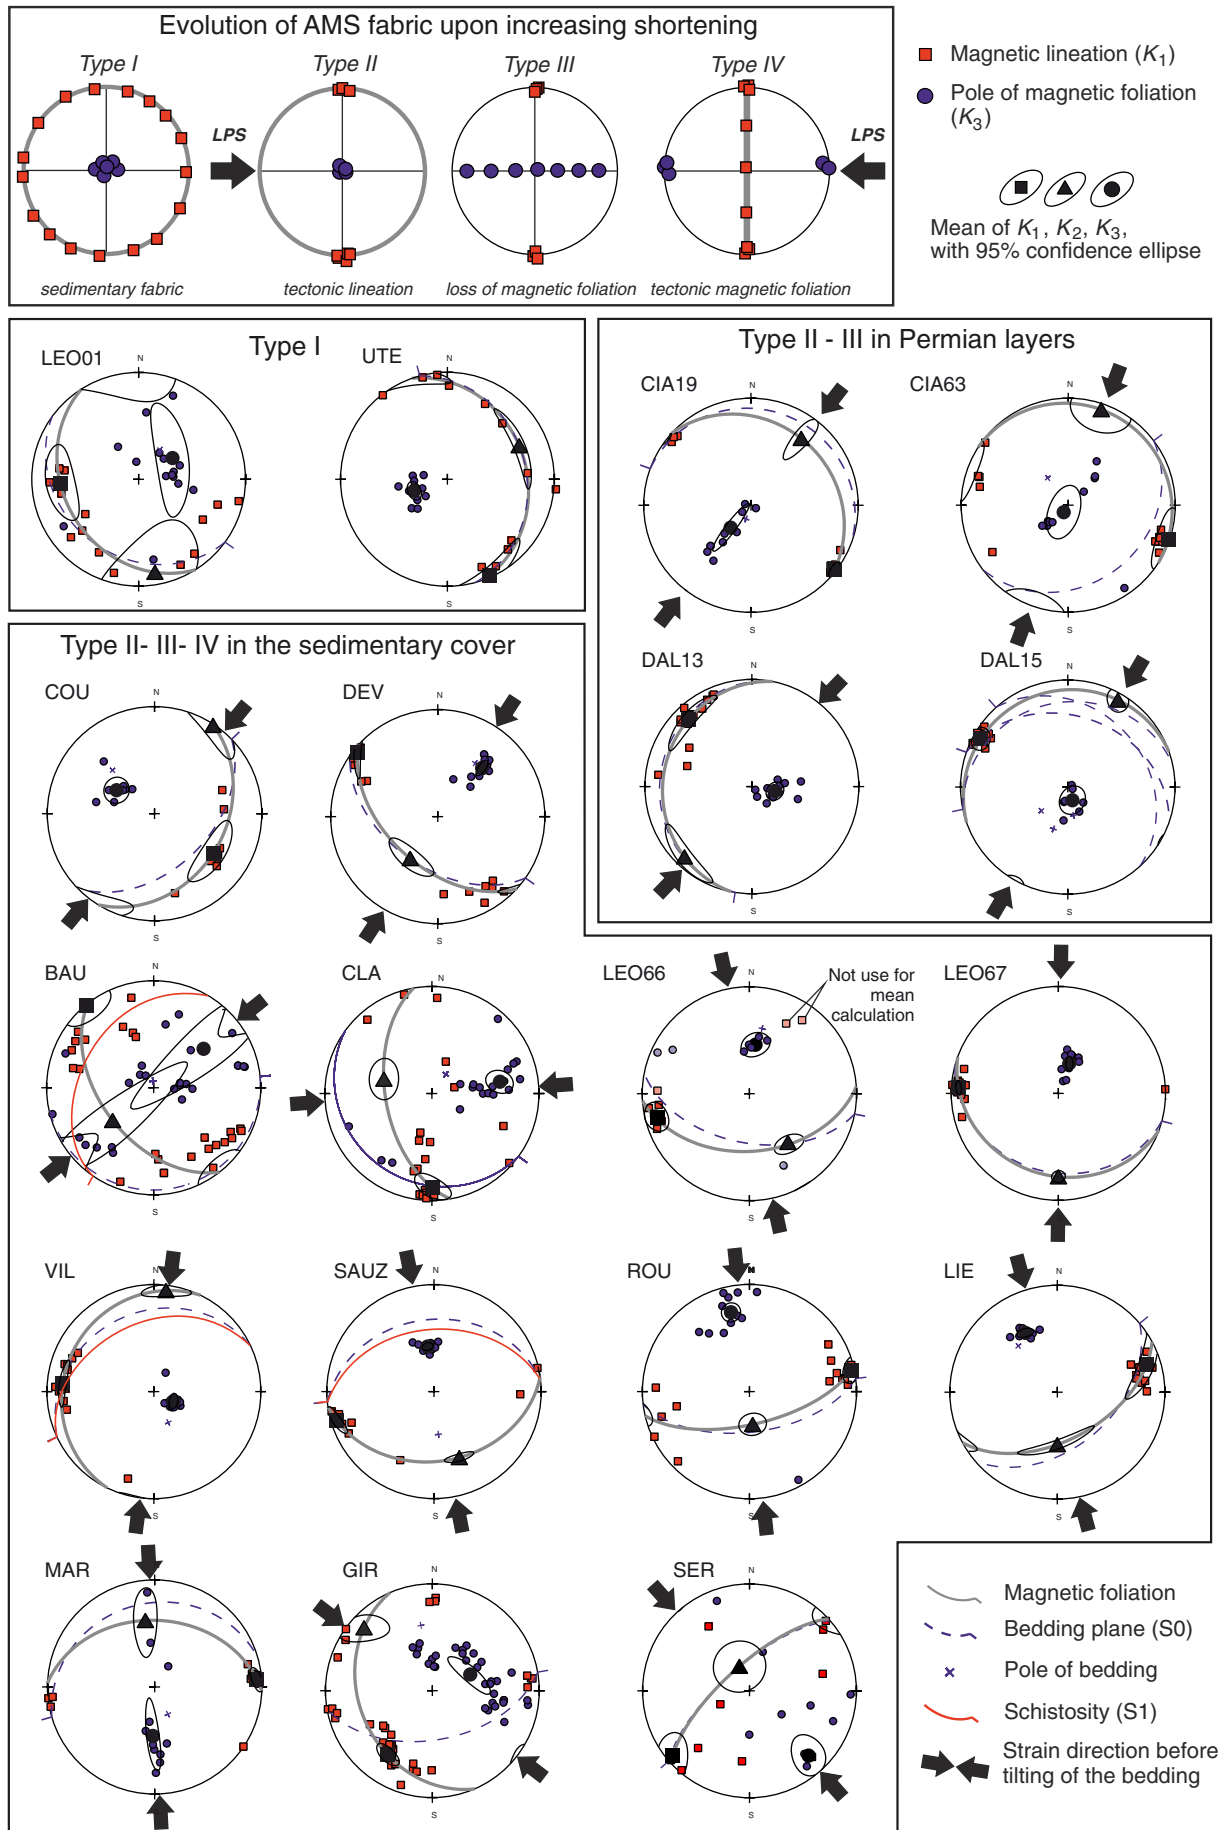 Evolution of AMS fabric upon increasing shortening
Type I
Type II
Type III
Type IV
LPS
LPS
sedimentary fabric
tectonic lineation
loss of magnetic foliation
tectonic magnetic foliation
Magnetic lineation (K1)
Pole of magnetic foliation
(K3)
Mean of K1, K2, K3,
with 95% confidence ellipse
Type I
LEO01
N
S
UTE
N
S
Type II - III in Permian layers
CIA19
N
S
CIA63
N
S
DAL13
N
S
DAL15
N
S
Type II- III- IV in the sedimentary cover
COU
N
S
DEV
N
S
BAU
N
S
CLA
N
S
LEO66
N
S
Not use for
mean
calculation
LEO67
N
S
VIL
N
S
SAUZ
N
S
ROU
N
S
LIE
N
S
MAR
N
S
GIR
N
S
SER
N
S
Magnetic foliation
Bedding plane (S0)
Pole of bedding
Schistosity (S1)
Strain direction before
tilting of the bedding